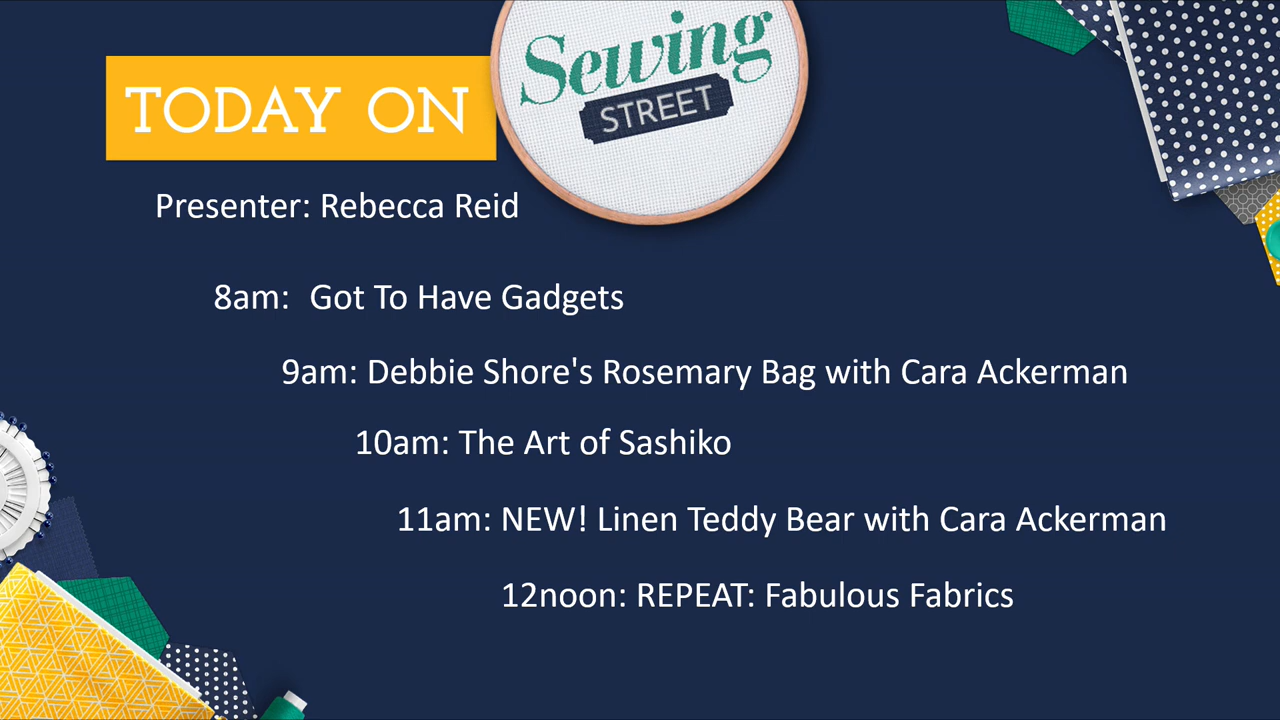 TODAY ON
Sewing
STREET
Presenter: Rebecca Reid
8am: Got To Have Gadgets
9am: Debbie Shore's Rosemary Bag with Cara Ackerman
10am: The Art of Sashiko
11am: NEW! Linen Teddy Bear with Cara Ackerman
12noon: REPEAT: Fabulous Fabrics